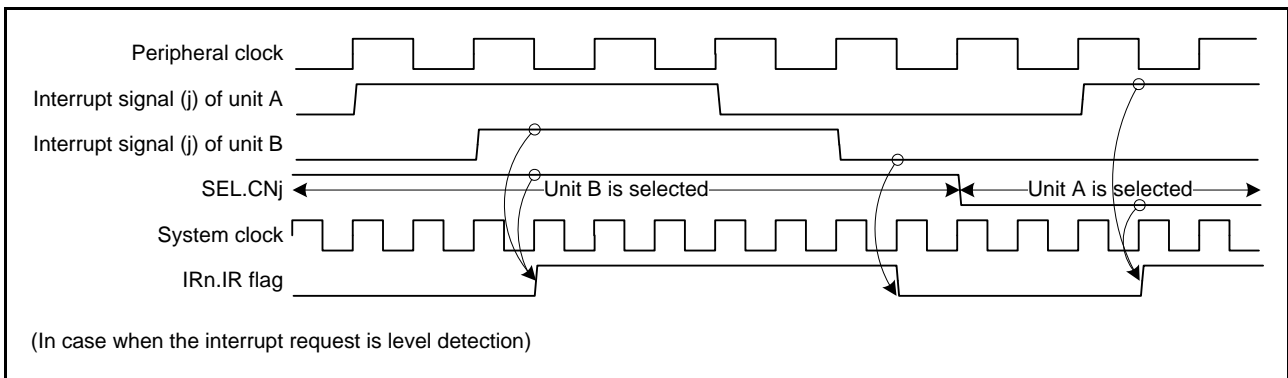 Peripheral clock
Interrupt signal (j) of unit A
Interrupt signal (j) of unit B
SEL.CNj Unit B is selected Unit A is selected
System clock
IRn.IR flag
(In case when the interrupt request is level detection)